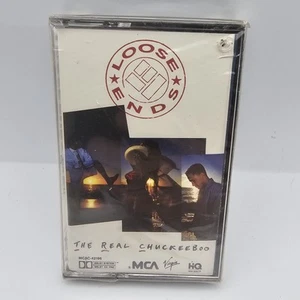 LOOSE
ENDS
THE REAL CHUCKEEBOO
MCA Virgin HQ